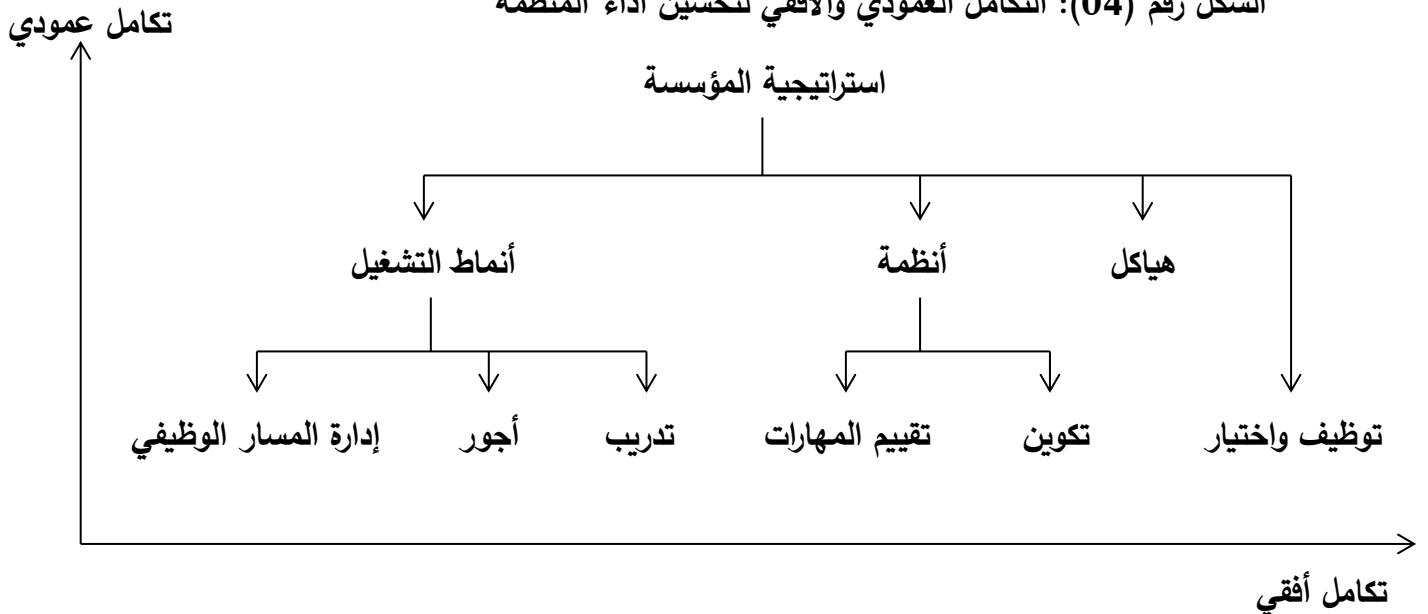 الشكل رقم (04): التكامل العمودي والأفقي لتحسين أداء المنظمة
تكامل عمودي
استراتيجية المؤسسة
هياكل
أنظمة
أنماط التشغيل
توظيف واختيار
تكوين
تقييم المهارات
تدريب
أجور
إدارة المسار الوظيفي
تكامل أفقي